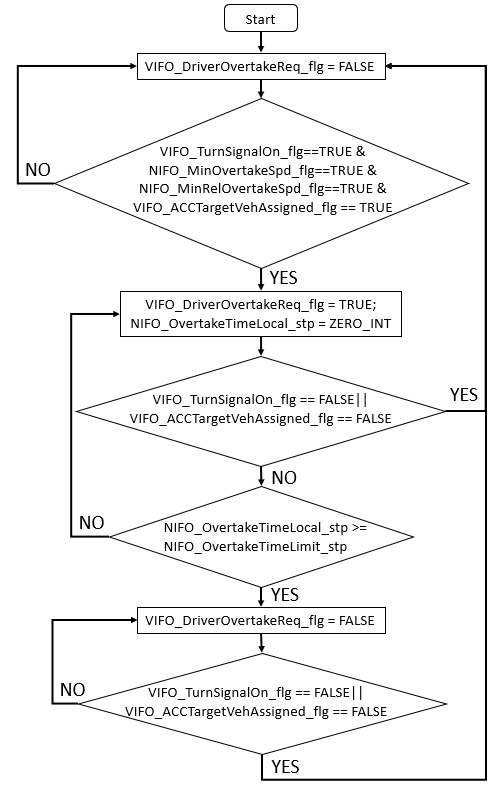 Start
VIFO_DriverOvertakeReq_flg = FALSE
VIFO_TurnSignalOn_flg==TRUE &
NIFO_MinOvertakeSpd_flg==TRUE &
NIFO_MinRelOvertakeSpd_flg==TRUE &
VIFO_ACCTargetVehAssigned_flg == TRUE
NO
YES
VIFO_DriverOvertakeReq_flg = TRUE;
NIFO_OvertakeTimeLocal_stp = ZERO_INT
VIFO_TurnSignalOn_flg == FALSE||
VIFO_ACCTargetVehAssigned_flg == FALSE
YES
NO
NIFO_OvertakeTimeLocal_stp >=
NIFO_OvertakeTimeLimit_stp
NO
YES
VIFO_DriverOvertakeReq_flg = FALSE
VIFO_TurnSignalOn_flg == FALSE||
VIFO_ACCTargetVehAssigned_flg == FALSE
NO
YES